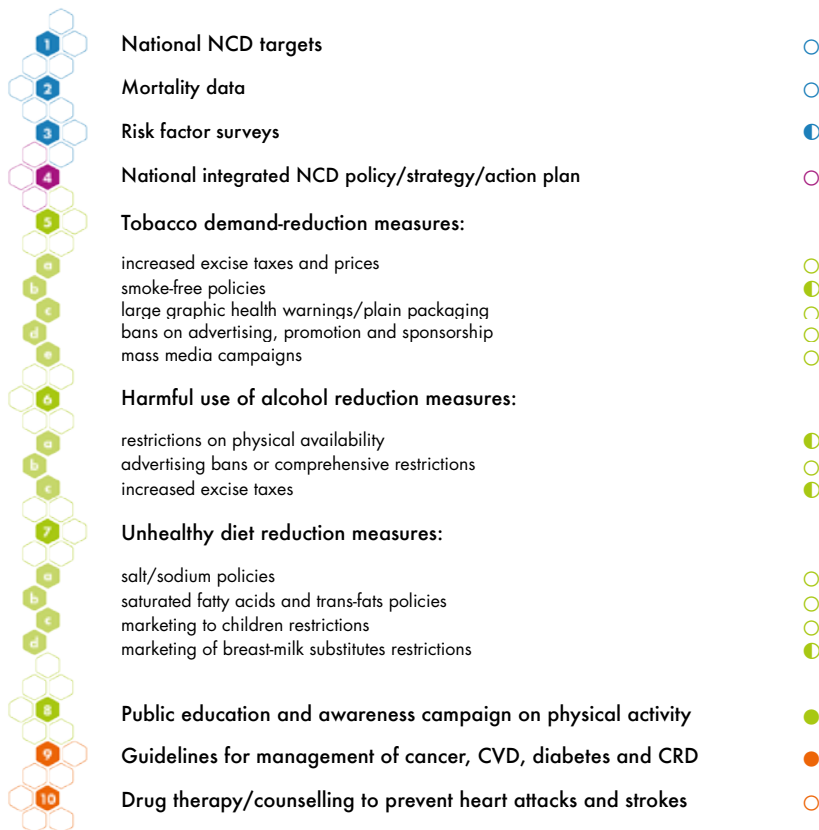 1 National NCD targets
2 Mortality data
3 Risk factor surveys
4 National integrated NCD policy/strategy/action plan
5 Tobacco demand-reduction measures:
a increased excise taxes and prices
b smoke-free policies
c large graphic health warnings/plain packaging
d bans on advertising, promotion and sponsorship
e mass media campaigns
6 Harmful use of alcohol reduction measures:
a restrictions on physical availability
b advertising bans or comprehensive restrictions
c increased excise taxes
7 Unhealthy diet reduction measures:
a salt/sodium policies
b saturated fatty acids and trans-fats policies
c marketing to children restrictions
d marketing of breast-milk substitutes restrictions
8 Public education and awareness campaign on physical activity
9 Guidelines for management of cancer, CVD, diabetes and CRD
10 Drug therapy/counselling to prevent heart attacks and strokes